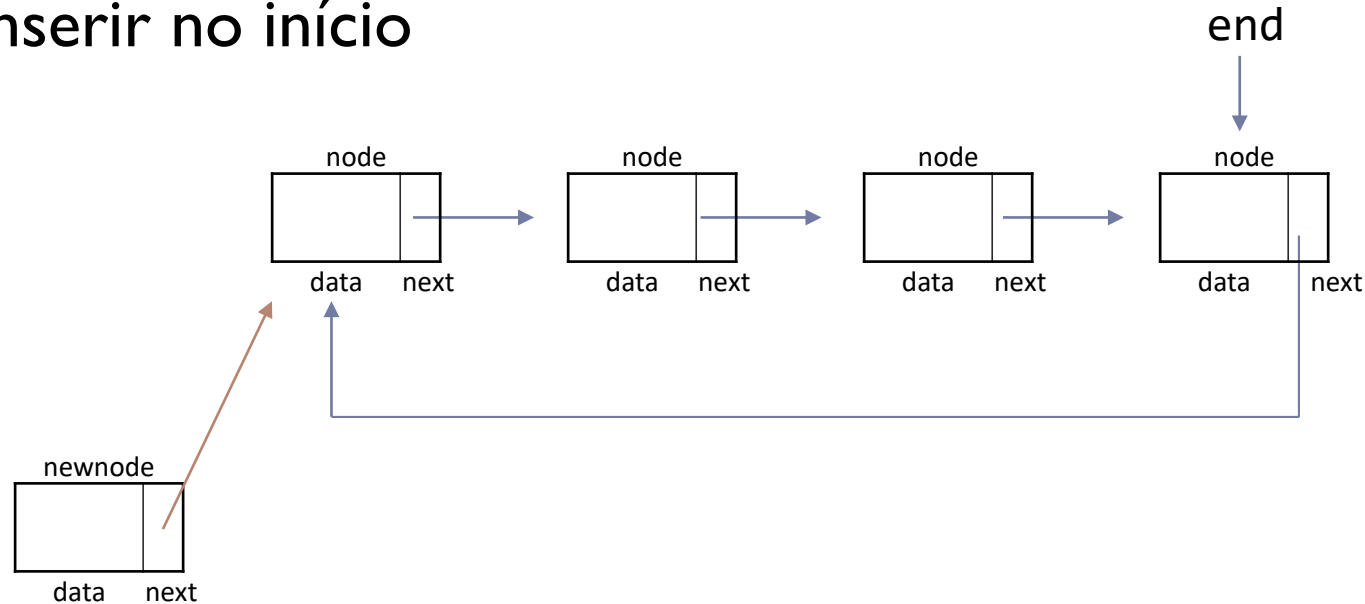 nserir no início
end
node node node node
data next data next data next data next
newnode
data next